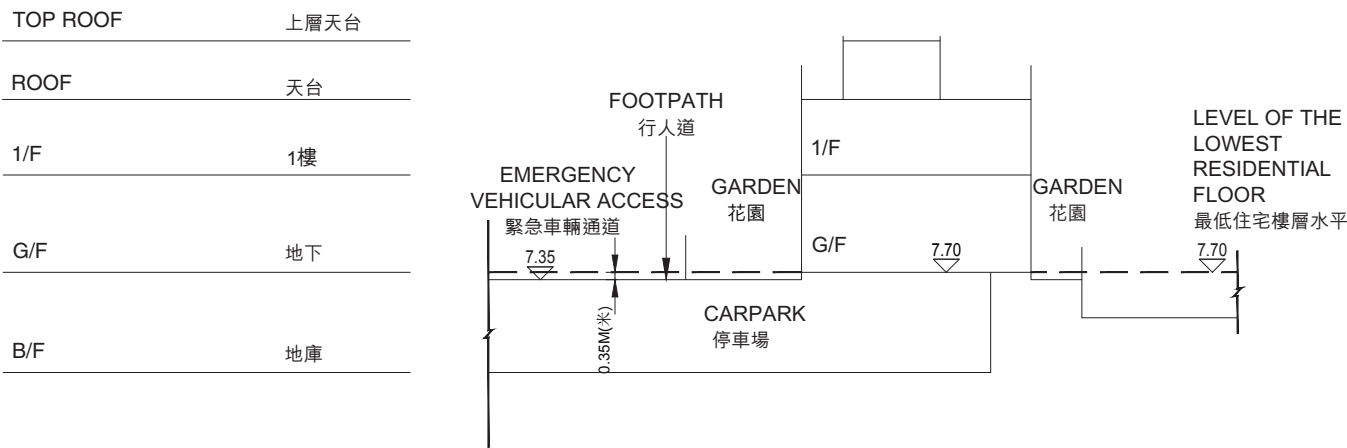 TOP ROOF 上層天台
ROOF 天台
1/F 1樓
G/F 地下
B/F 地庫
FOOTPATH
行人道
EMERGENCY
VEHICULAR ACCESS
緊急車輛通道
GARDEN
花園
1/F
G/F
GARDEN
花園
LEVEL OF THE
LOWEST
RESIDENTIAL
FLOOR
最低住宅樓層水平
7.35
7.70
7.70
0.35M(米)
CARPARK
停車場